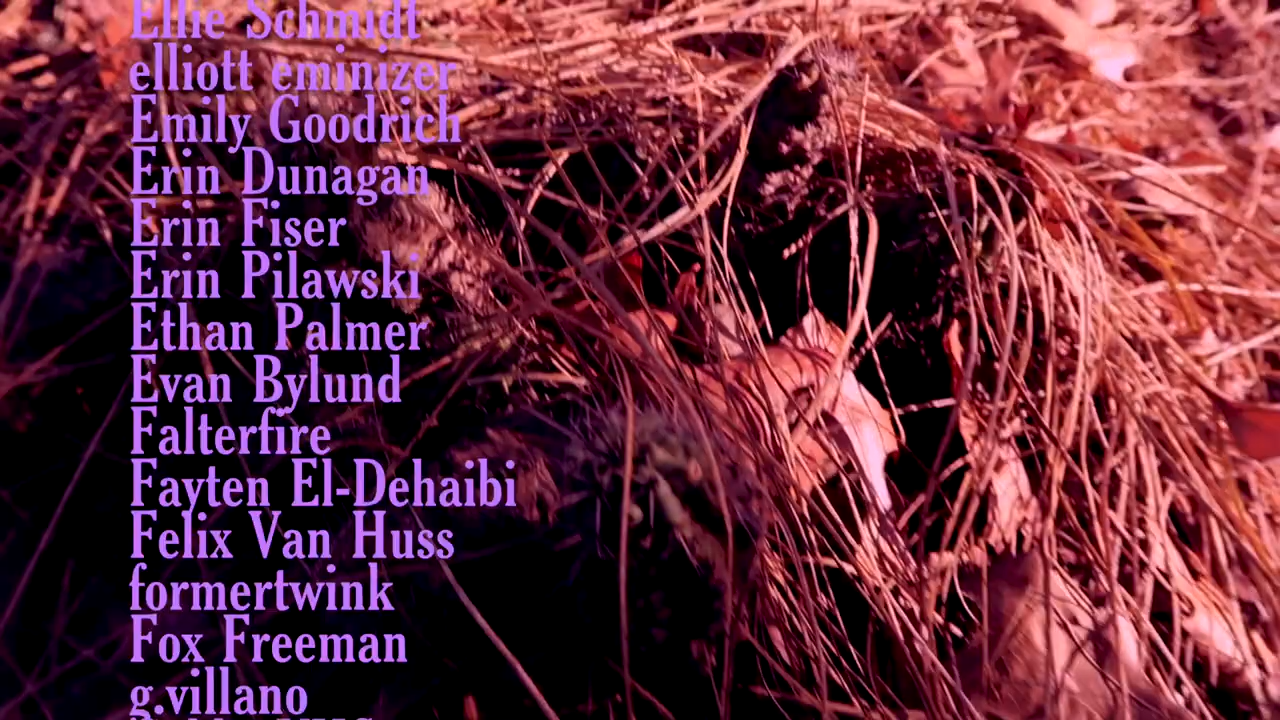 Ellie Schmidt
elliott eminizer
Emily Goodrich
Erin Dunagan
Erin Fiser
Erin Pilawski
Ethan Palmer
Evan Bylund
Falterfire
Fayten El-Dehaibi
Felix Van Huss
formertwink
Fox Freeman
g.villano